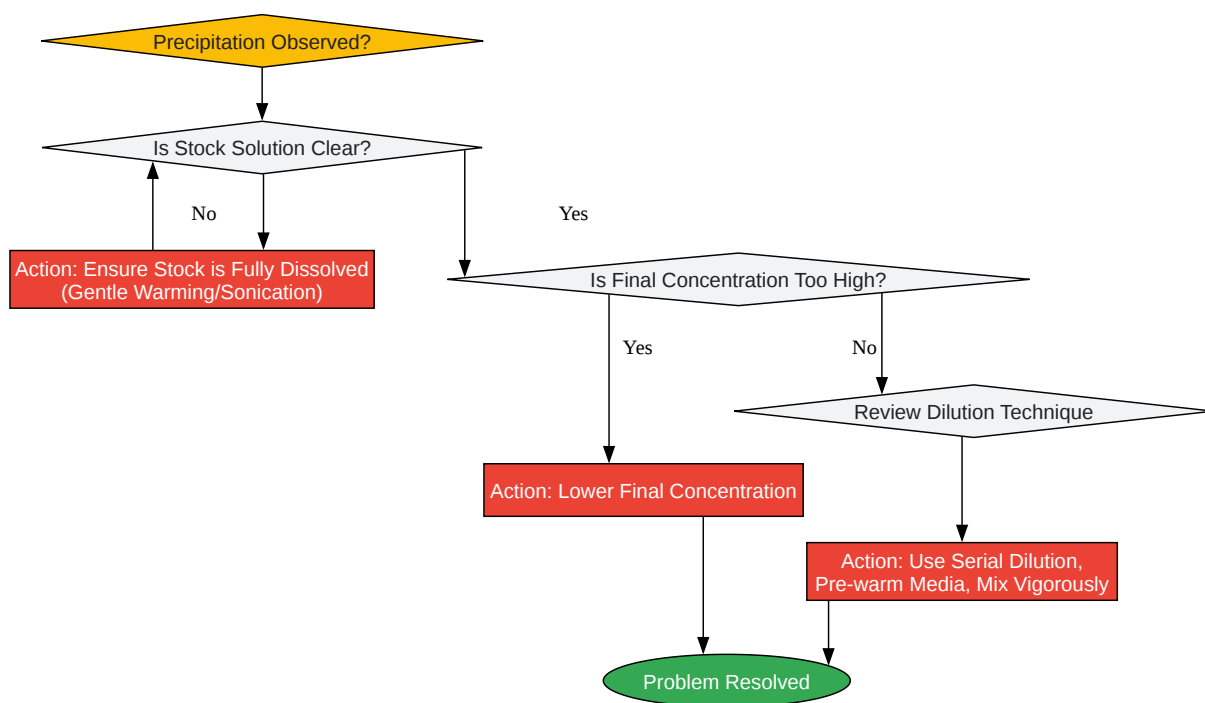 Precipitation Observed?
Is Stock Solution Clear?
No
Yes
Action: Ensure Stock is Fully Dissolved
(Gentle Warming/Sonication)
Is Final Concentration Too High?
Yes
No
Review Dilution Technique
Action: Lower Final Concentration
Action: Use Serial Dilution,
Pre-warm Media, Mix Vigorously
Problem Resolved